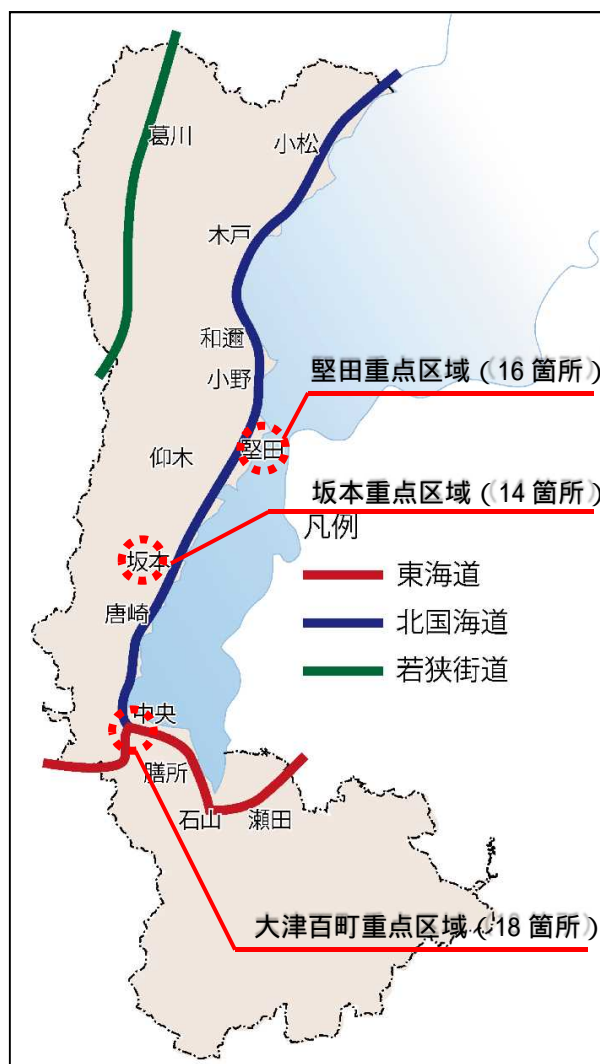 葛川
小松
木戸
和邇
小野
堅田重点区域(16箇所)
堅田
仰木
坂本重点区域(14箇所)
凡例
坂本
東海道
唐崎
北国海道
若狭街道
中央
膳所
石山
瀬田
大津百町重点区域(18箇所)